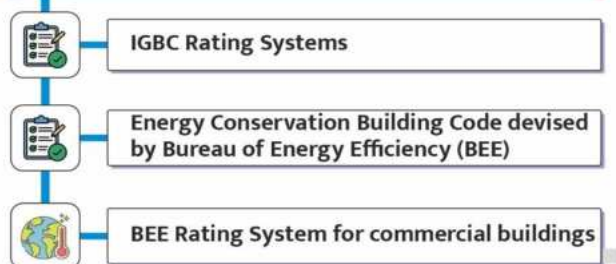 IGBC Rating Systems
Energy Conservation Building Code devised
by Bureau of Energy Efficiency (BEE)
BEE Rating System for commercial buildings